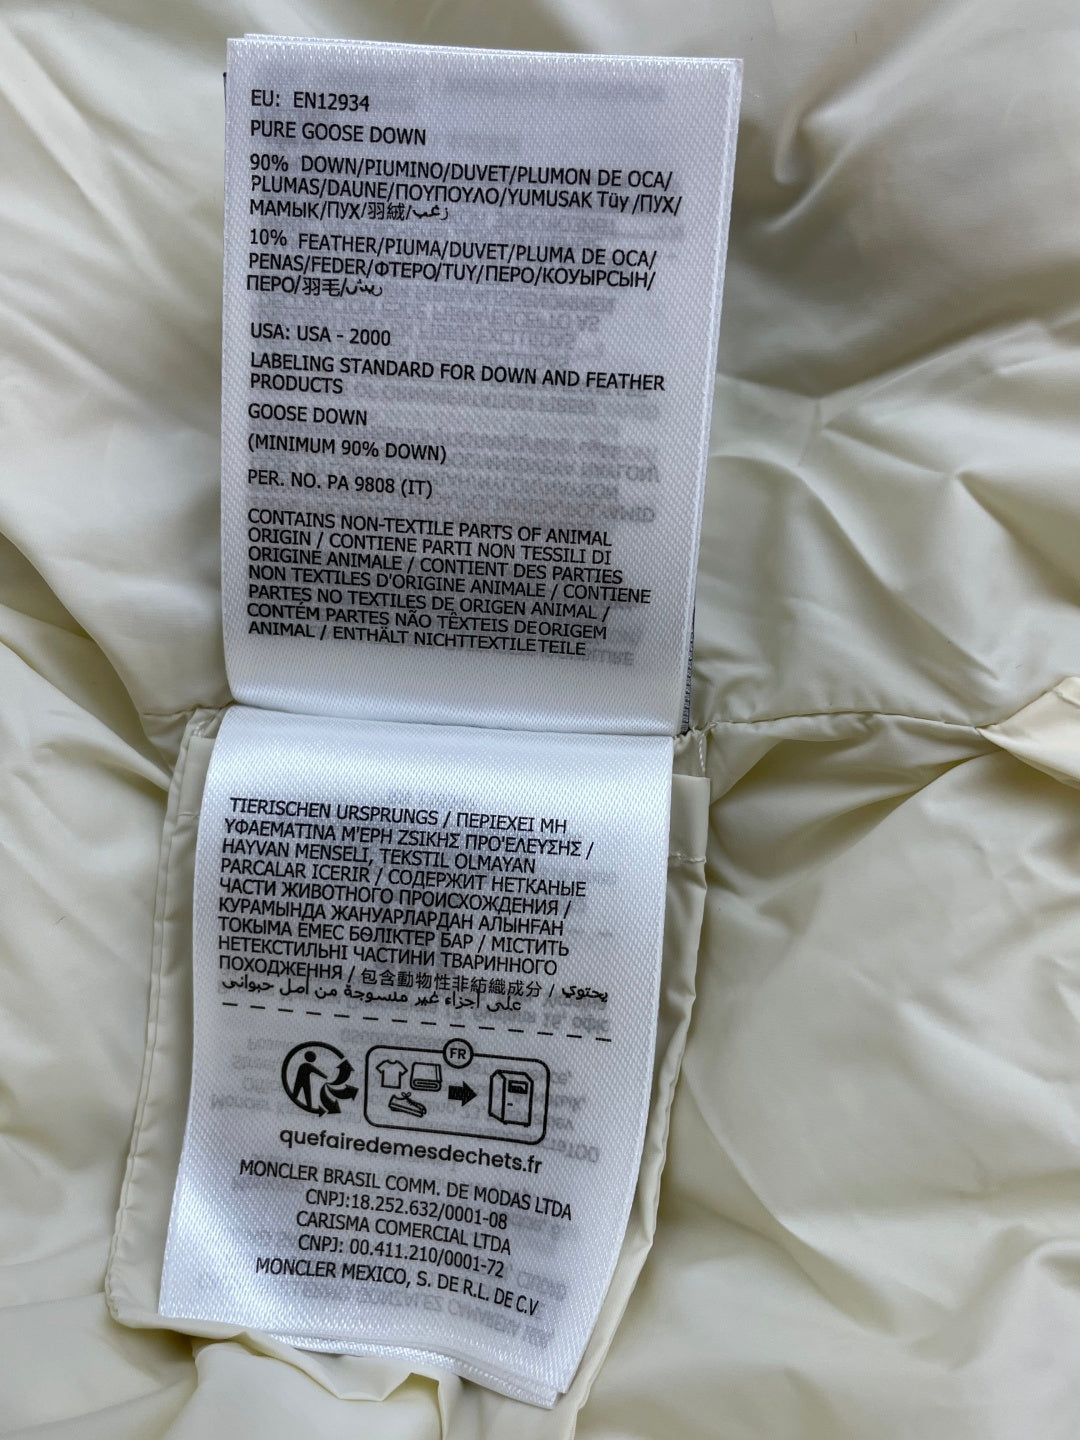 EU: EN12934
PURE GOOSE DOWN
90% DOWN/PIUMINO/DUVET/PLUMON DE OCA/
PLUMAS/DAUNE/ΠΟΥΠΟΥΛΟ/YUMUSAK Tüy /ПУХ/
МАМЫК/ПУХ/羽絨/زغب
10% FEATHER/PIUMA/DUVET/PLUMA DE OCA/
PENAS/FEDER/ΦΤΕΡΟ/TUY/ПЕРО/КОУЫРСЫН/
ПЕРО/羽毛/ريش
USA: USA - 2000
LABELING STANDARD FOR DOWN AND FEATHER
PRODUCTS
GOOSE DOWN
(MINIMUM 90% DOWN)
PER. NO. PA 9808 (IT)
CONTAINS NON-TEXTILE PARTS OF ANIMAL
ORIGIN / CONTIENE PARTI NON TESSILI DI
ORIGINE ANIMALE / CONTIENT DES PARTIES
NON TEXTILES D'ORIGINE ANIMALE / CONTIENE
PARTES NO TEXTILES DE ORIGEN ANIMAL /
CONTÉM PARTES NÃO TÊXTEIS DE ORIGEM
ANIMAL / ENTHÄLT NICHTTEXTILE TEILE
TIERISCHEN URSPRUNGS / ΠΕΡΙΕΧΕΙ ΜΗ
ΥΦΑΕΜΑΤΙΝΑ Μ'ΕΡΗ ΖSΙΚΗΣ ΠΡΟ'ΕΛΕΥΣΗΣ /
HAYVAN MENSELI, TEKSTIL OLMAYAN
PARCALAR ICERIR / СОДЕРЖИТ НЕТКАНЫЕ
ЧАСТИ ЖИВОТНОГО ПРОИСХОЖДЕНИЯ /
КУРАМЫНДА ЖАНУАРЛАРДАН АЛЫНҒАН
ТОКЫМА ЕМЕС БӨЛІКТЕР БАР / МІСТИТЬ
НЕТЕКСТИЛЬНІ ЧАСТИНИ ТВАРИННОГО
ПОХОДЖЕННЯ / 包含動物性非紡織成分 / يحتوي
على أجزاء غير منسوجة من أصل حيواني
FR
quefairedemesdechets.fr
MONCLER BRASIL COMM. DE MODAS LTDA
CNPJ:18.252.632/0001-08
CARISMA COMERCIAL LTDA
CNPJ: 00.411.210/0001-72
MONCLER MEXICO, S. DE R.L. DE C.V